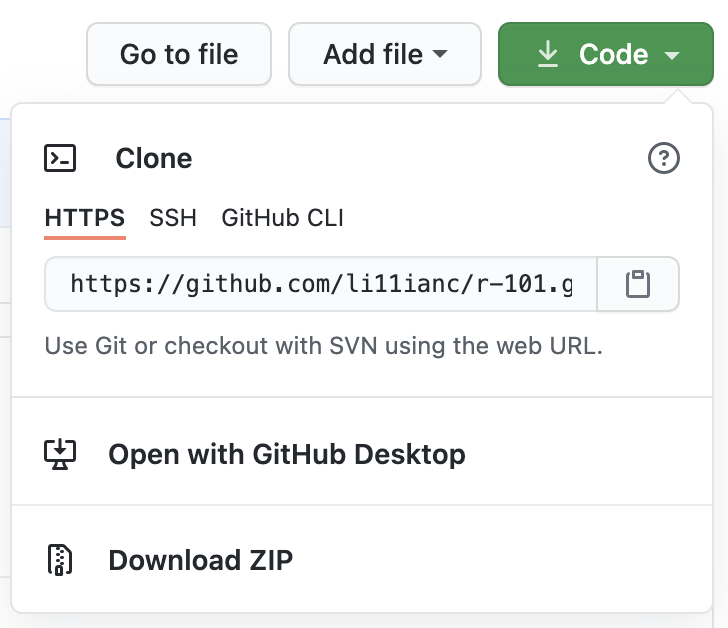 Go to file Add file Code
Clone
HTTPS SSH GitHub CLI
https://github.com/li11ianc/r-101.g
Use Git or checkout with SVN using the web URL.
Open with GitHub Desktop
Download ZIP